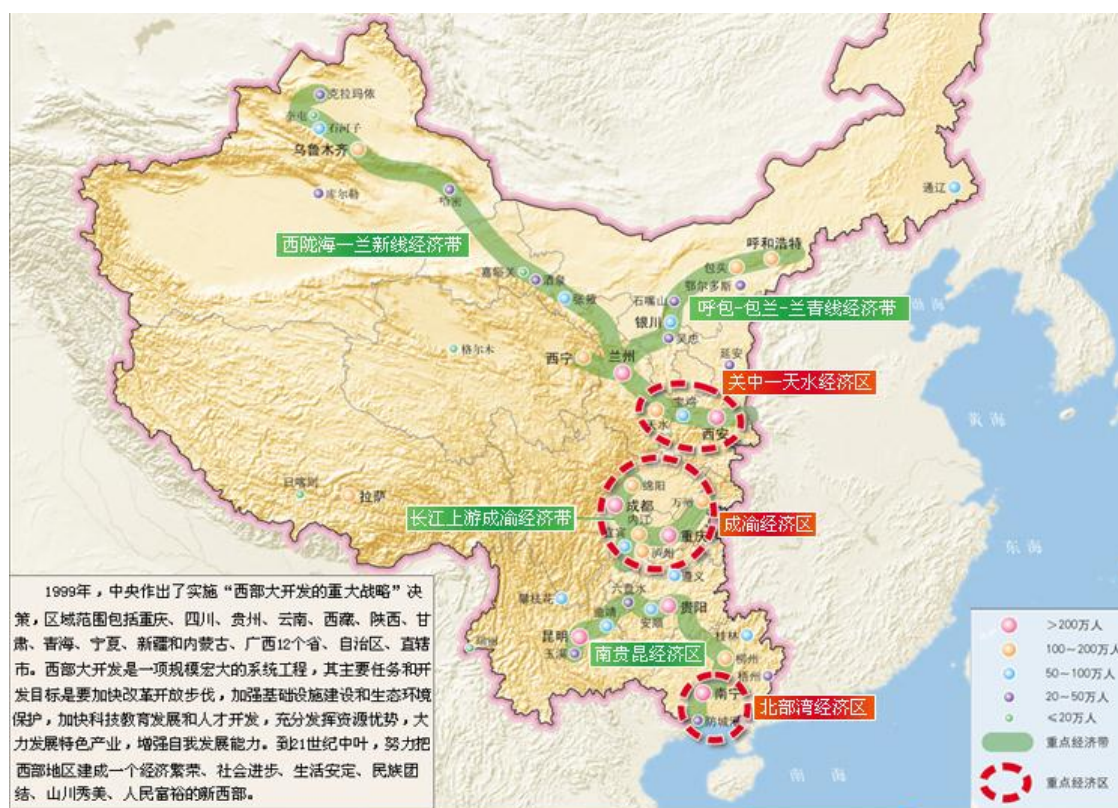 克拉玛依
奎屯
石河子
乌鲁木齐
库尔勒
哈密
通辽
呼和浩特
包头
鄂尔多斯
西陇海—兰新线经济带
嘉峪关
酒泉
张掖
石嘴山
呼包-包兰-兰青线经济带
渤海
银川
吴忠
格尔木
西宁
兰州
延安
关中—天水经济区
宝鸡
天水
西安
黄海
日喀则
拉萨
绵阳
成都
万州
长江上游成渝经济带
内江
成渝经济区
重庆
宜宾
泸州
东海
遵义
攀枝花
六盘水
贵阳
曲靖
安顺
昆明
玉溪
桂林
南贵昆经济区
柳州
梧州
南宁
北部湾经济区
防城港
南海
1999年，中央作出了实施“西部大开发的重大战略”决
策，区域范围包括重庆、四川、贵州、云南、西藏、陕西、甘
肃、青海、宁夏、新疆和内蒙古、广西12个省、自治区、直辖
市。西部大开发是一项规模宏大的系统工程，其主要任务和开
发目标是要加快改革开放步伐，加强基础设施建设和生态环境
保护，加快科技教育发展和人才开发，充分发挥资源优势，大
力发展特色产业，增强自我发展能力。到21世纪中叶，努力把
西部地区建成一个经济繁荣、社会进步、生活安定、民族团
结、山川秀美、人民富裕的新西部。
>200万人
100～200万人
50～100万人
20～50万人
≤20万人
重点经济带
重点经济区